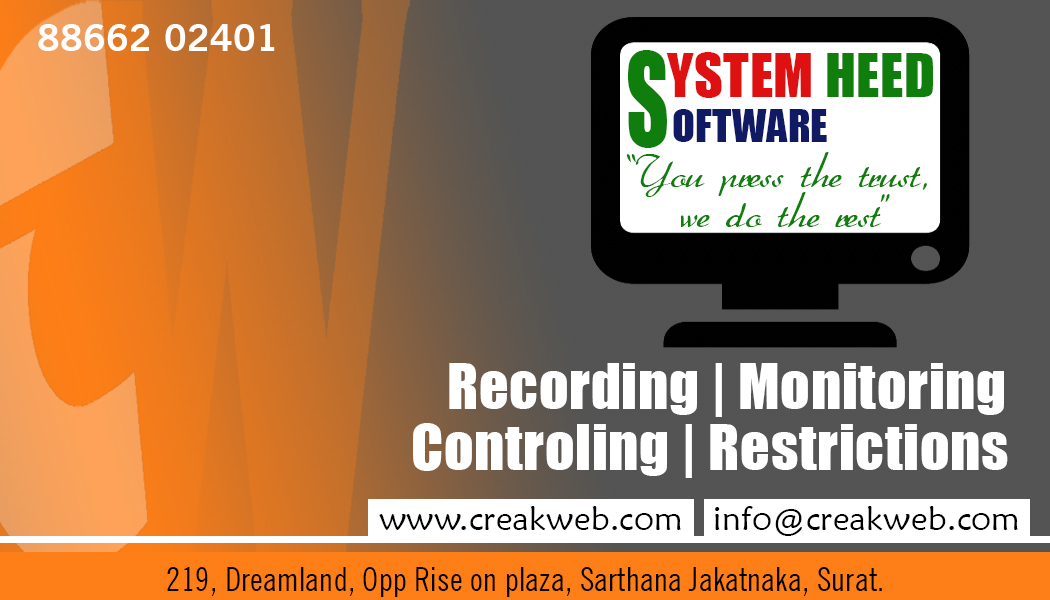 88662 02401
SYSTEM HEED
SOFTWARE
"You press the trust,
we do the rest"
Recording | Monitoring
Controling | Restrictions
www.creakweb.com
info@creakweb.com
219, Dreamland, Opp Rise on plaza, Sarthana Jakatnaka, Surat.